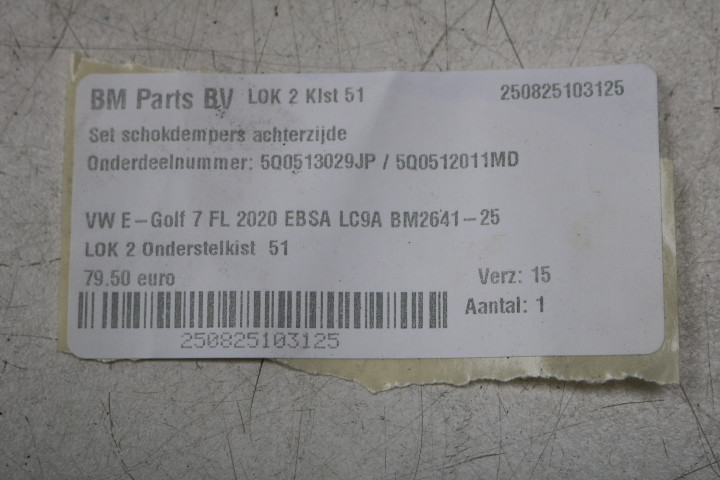 BM Parts BV LOK 2 Klst 51 250825103125
Set schokdempers achterzijde
Onderdeelnummer: 5Q0513029JP / 5Q0512011MD
VW E-Golf 7 FL 2020 EBSA LC9A BM2641-25
LOK 2 Onderstelkist 51
79.50 euro Verz: 15
Aantal: 1
250825103125